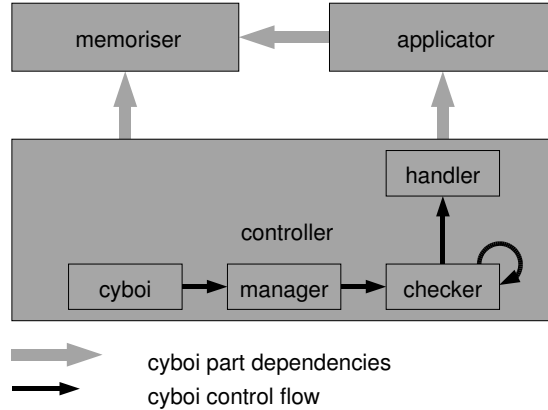 memoriser applicator
handler
controller
cyboi manager checker
cyboi part dependencies
cyboi control flow